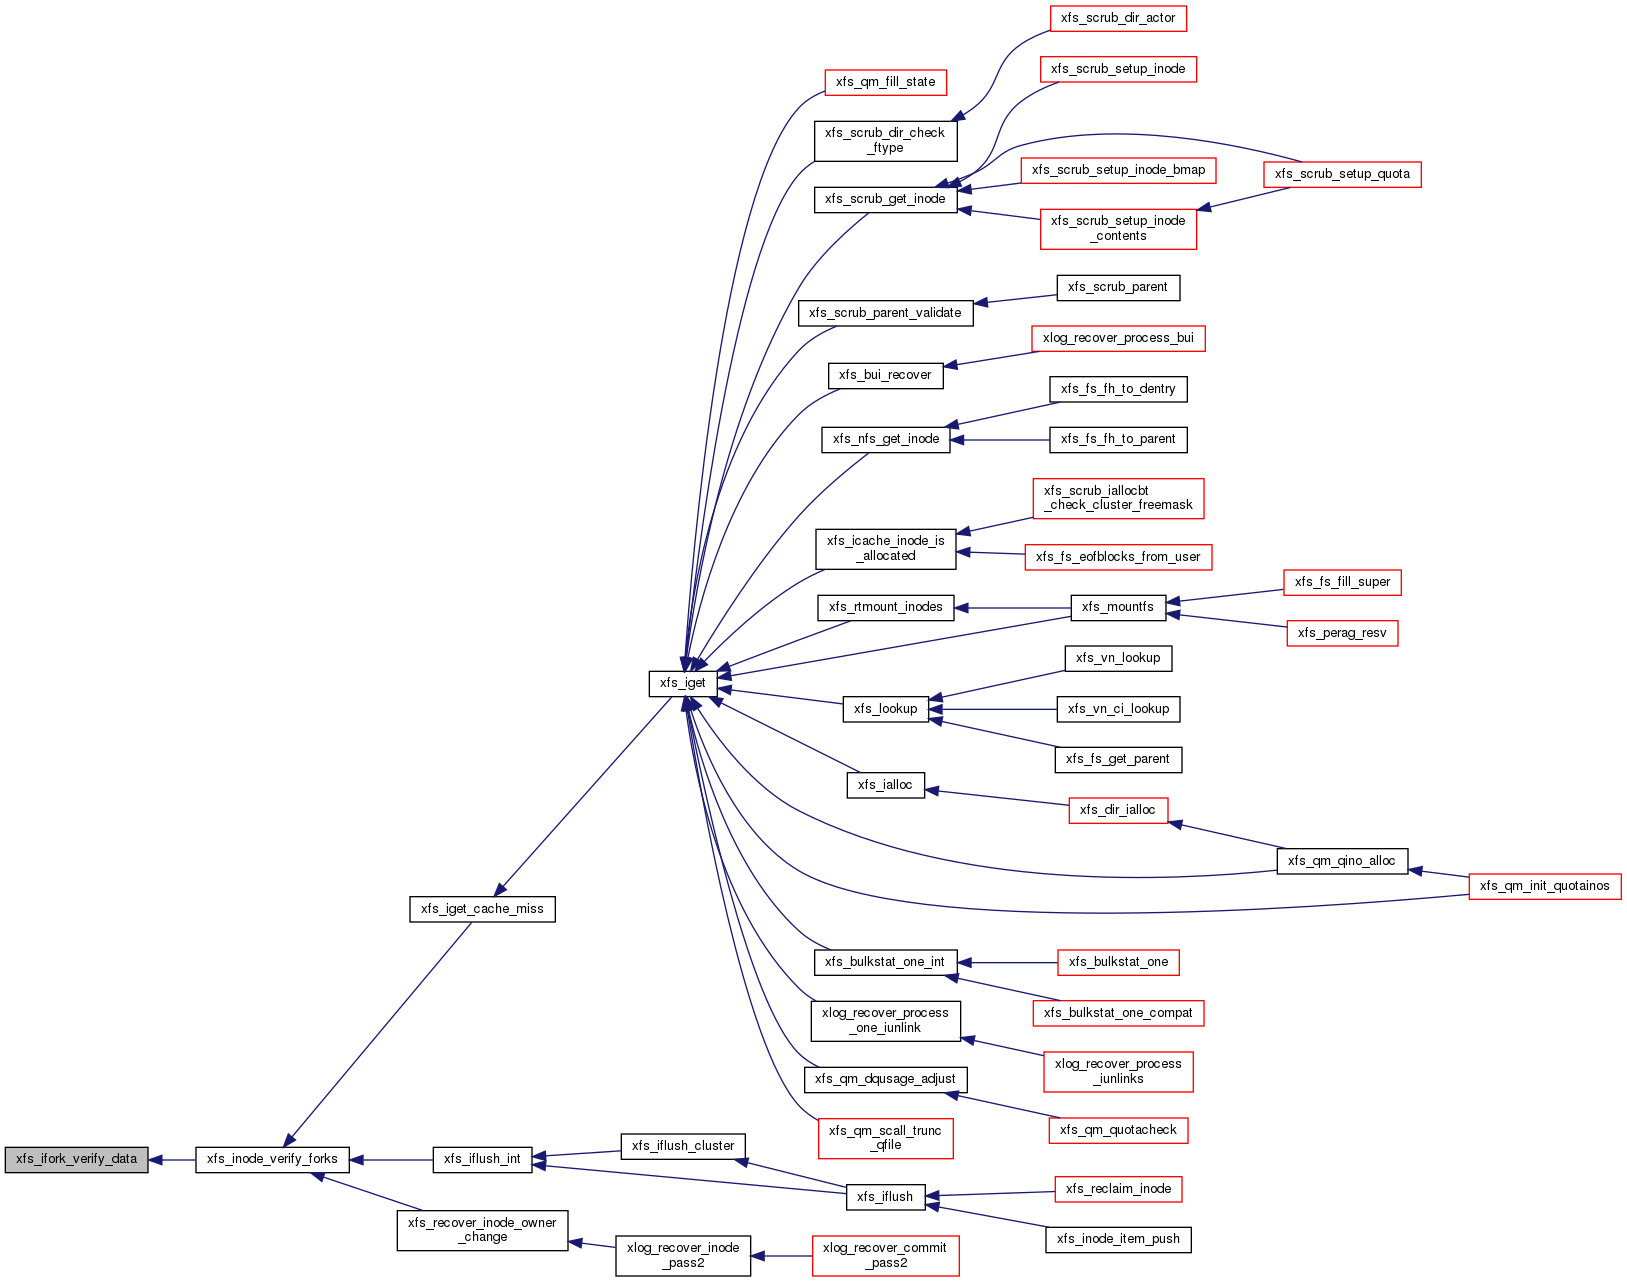 xfs_scrub_dir_actor
xfs_scrub_setup_inode
xfs_qm_fill_state
xfs_scrub_dir_check
_ftype
xfs_scrub_setup_inode_bmap
xfs_scrub_setup_quota
xfs_scrub_get_inode
xfs_scrub_setup_inode
_contents
xfs_scrub_parent
xfs_scrub_parent_validate
xlog_recover_process_bui
xfs_bui_recover
xfs_fs_fh_to_dentry
xfs_nfs_get_inode
xfs_fs_fh_to_parent
xfs_scrub_iallocbt
_check_cluster_freemask
xfs_icache_inode_is
_allocated
xfs_fs_eofblocks_from_user
xfs_fs_fill_super
xfs_rtmount_inodes
xfs_mountfs
xfs_perag_resv
xfs_vn_lookup
xfs_iget
xfs_lookup
xfs_vn_ci_lookup
xfs_fs_get_parent
xfs_ialloc
xfs_dir_ialloc
xfs_qm_qino_alloc
xfs_qm_init_quotainos
xfs_iget_cache_miss
xfs_bulkstat_one_int
xfs_bulkstat_one
xfs_bulkstat_one_compat
xlog_recover_process
_one_iunlink
xlog_recover_process
_iunlinks
xfs_qm_dqusage_adjust
xfs_qm_quotacheck
xfs_qm_scall_trunc
_qfile
xfs_ifork_verify_data
xfs_inode_verify_forks
xfs_iflush_int
xfs_iflush_cluster
xfs_iflush
xfs_reclaim_inode
xfs_inode_item_push
xfs_recover_inode_owner
_change
xlog_recover_inode
_pass2
xlog_recover_commit
_pass2